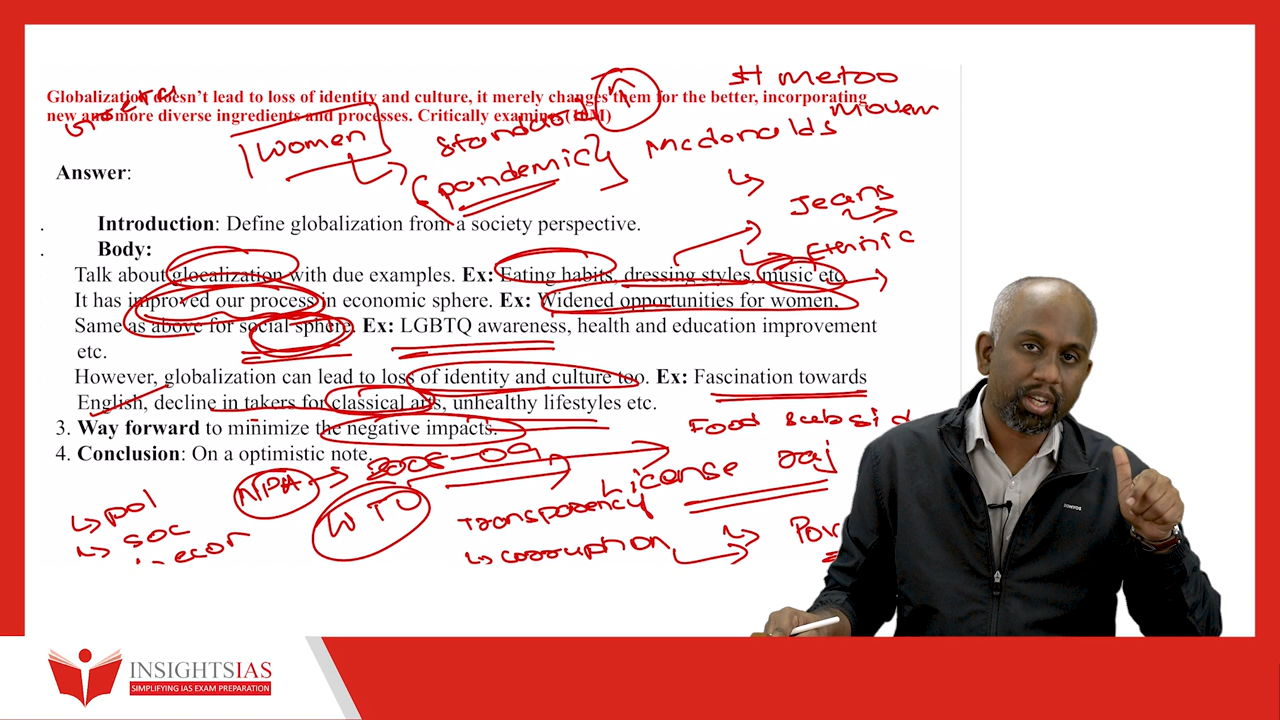 # metoo
movem
Globalization doesn't lead to loss of identity and culture, it merely changes them for the better, incorporating
new and more diverse ingredients and processes. Critically examine.
Women
standard
McDonalds
(pandemic)
Answer:
Jeans
. Introduction: Define globalization from a society perspective.
. Body:
Ethnic
Talk about glocalization with due examples. Ex: Eating habits, dressing styles, music etc.
It has improved our process in economic sphere. Ex: Widened opportunities for women.
Same as above for social sphere. Ex: LGBTQ awareness, health and education improvement
etc.
However, globalization can lead to loss of identity and culture too. Ex: Fascination towards
English, decline in takers for classical arts, unhealthy lifestyles etc.
Food subsid
3. Way forward to minimize the negative impacts.
4. Conclusion: On a optimistic note.
NPA
2008-09
License raj
WTO
Transparency
↳ pol
↳ soc
econ
↳ corruption
INSIGHTSIAS
SIMPLIFYING IAS EXAM PREPARATION